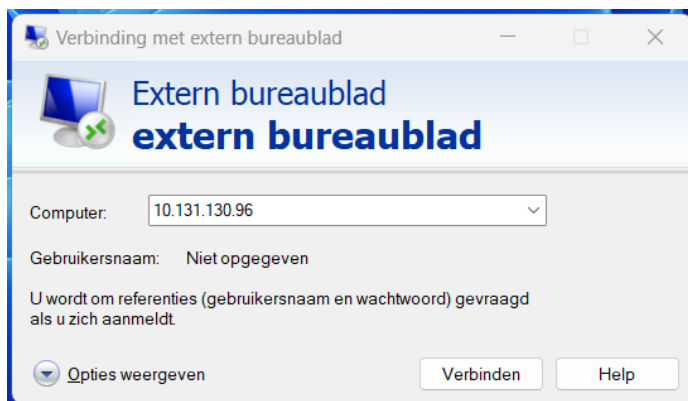 Verbinding met extern bureaublad
Extern bureaublad
extern bureaublad
Computer: 10.131.130.96
Gebruikersnaam: Niet opgegeven
U wordt om referenties (gebruikersnaam en wachtwoord) gevraagd
als u zich aanmeldt.
Opties weergeven Verbinden Help